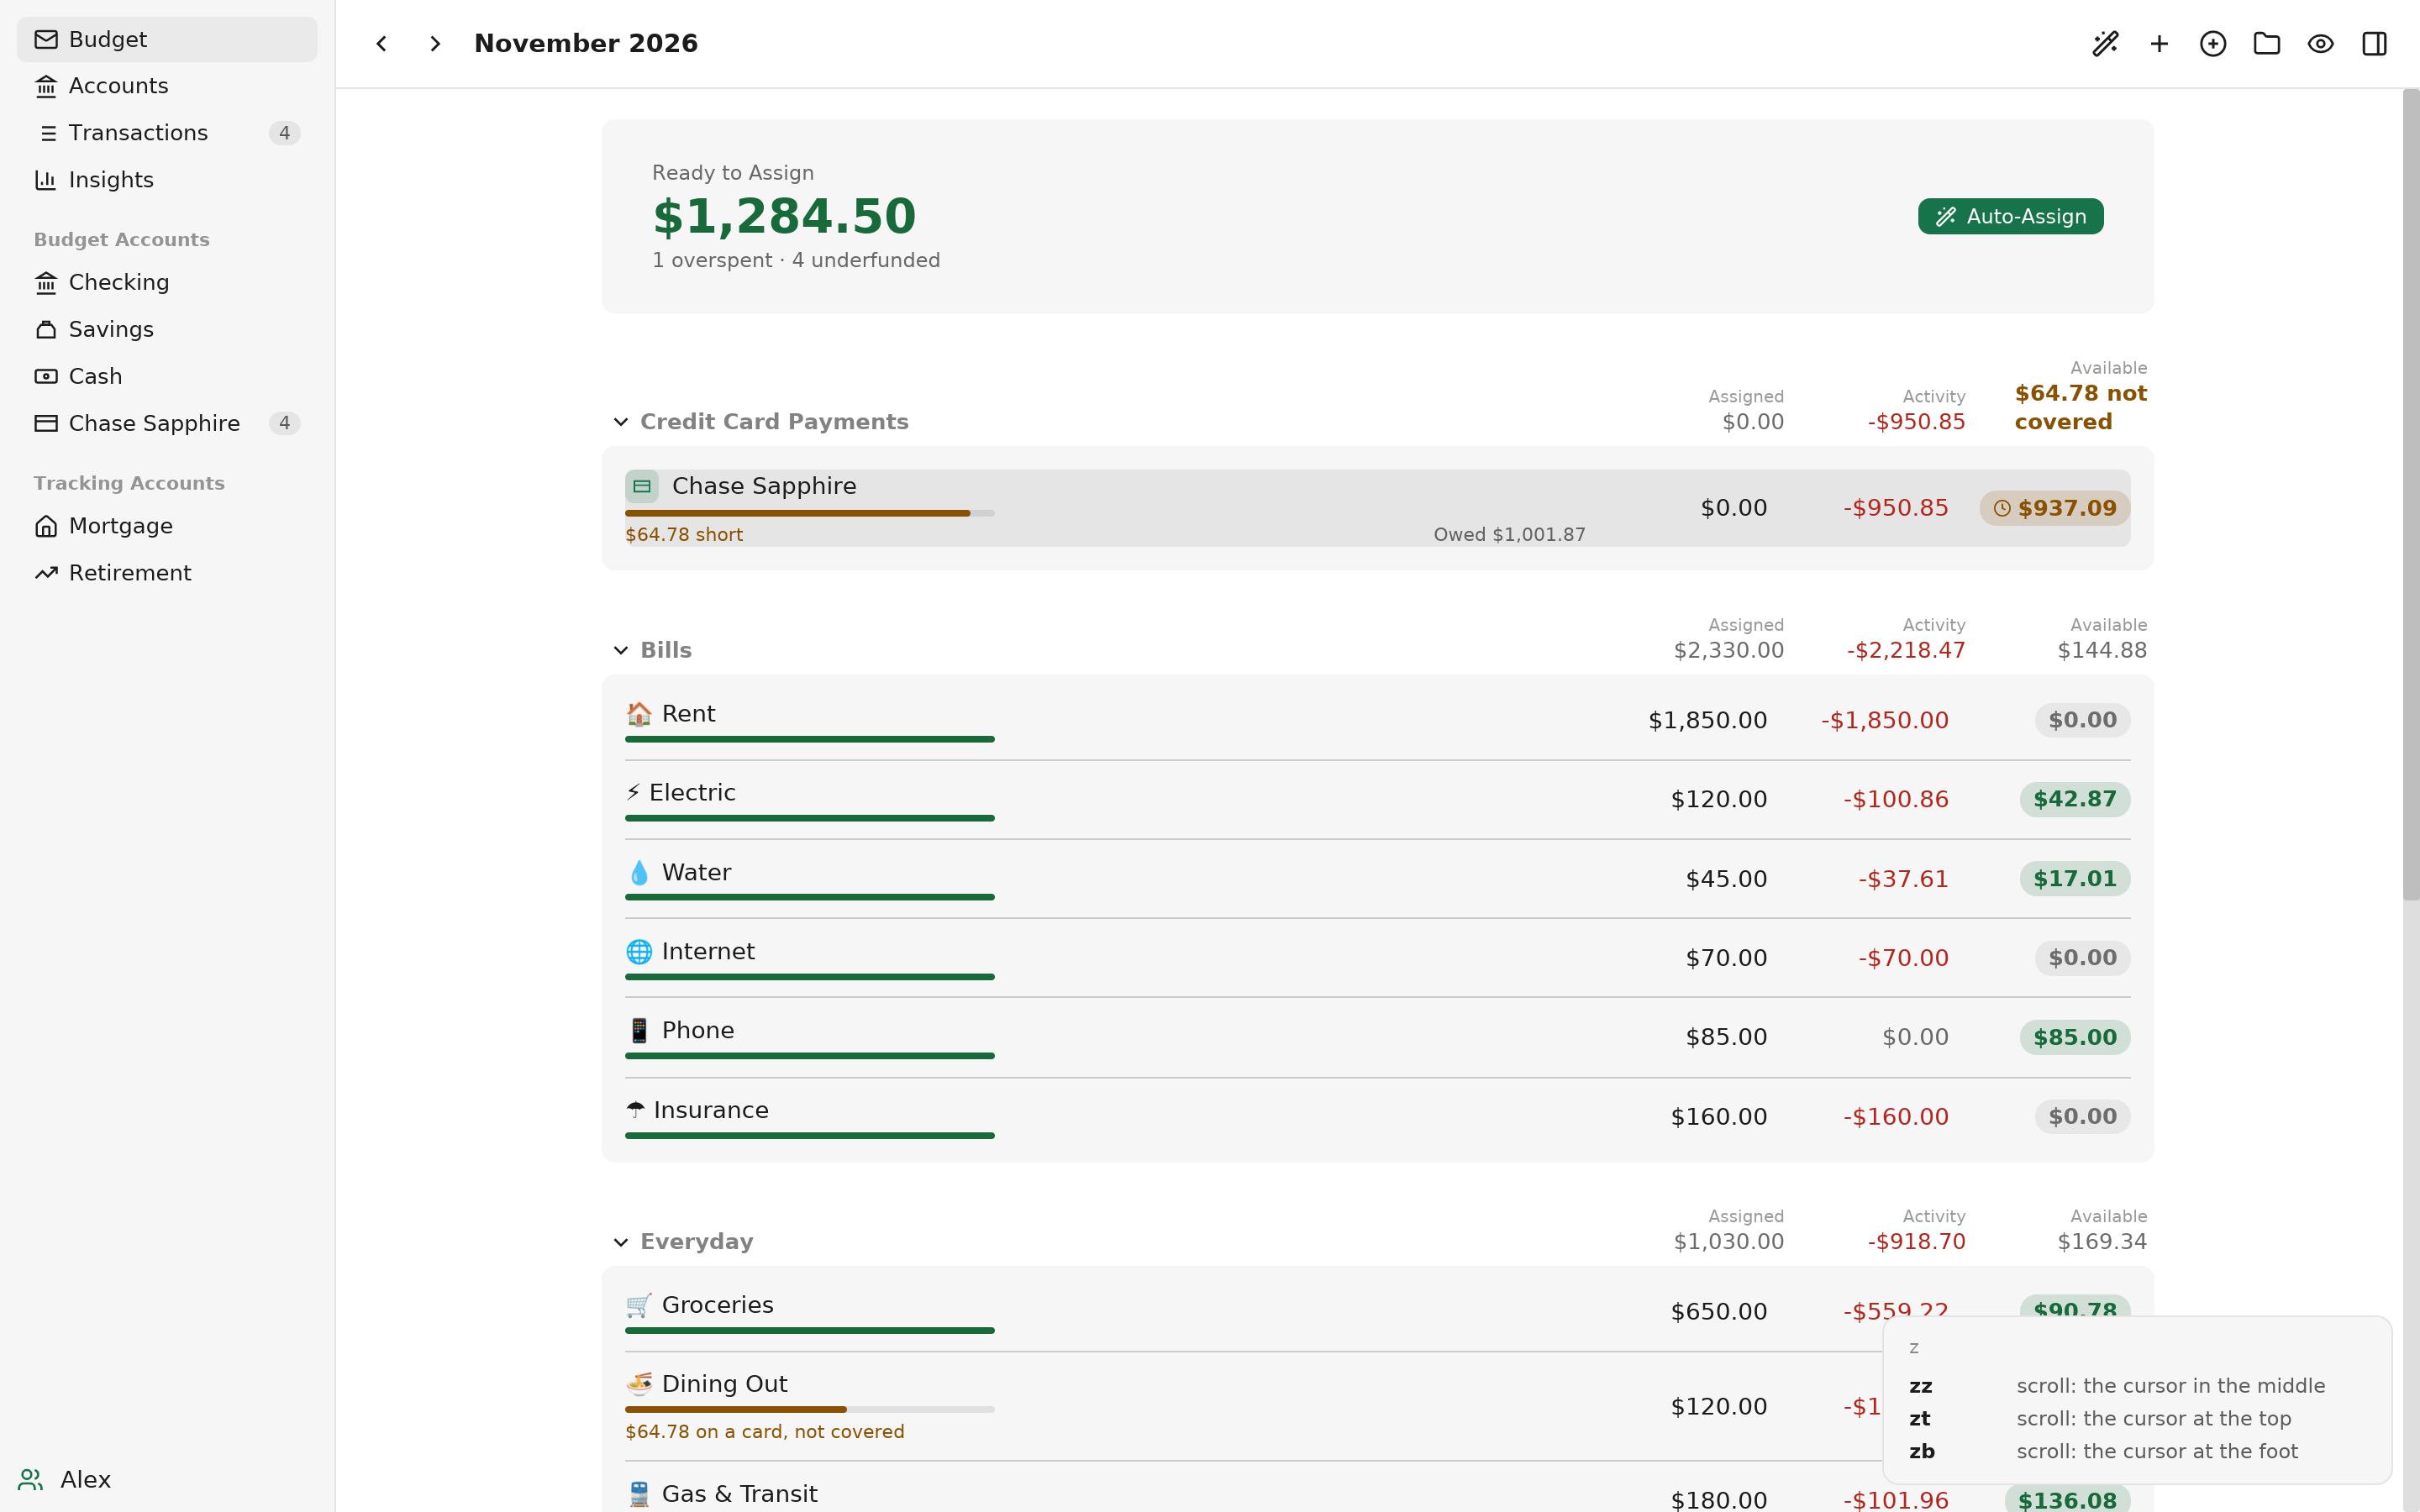 Budget
Accounts
Transactions 4
Insights
Budget Accounts
Checking
Savings
Cash
Chase Sapphire 4
Tracking Accounts
Mortgage
Retirement
Alex
November 2026
Ready to Assign
$1,284.50
1 overspent · 4 underfunded
Auto-Assign
Credit Card Payments
Assigned
$0.00
Activity
-$950.85
Available
$64.78 not
covered
Chase Sapphire
$64.78 short
Owed $1,001.87
$0.00
-$950.85
$937.09
Bills
Assigned
$2,330.00
Activity
-$2,218.47
Available
$144.88
🏠 Rent $1,850.00 -$1,850.00 $0.00
⚡ Electric $120.00 -$100.86 $42.87
💧 Water $45.00 -$37.61 $17.01
🌐 Internet $70.00 -$70.00 $0.00
📱 Phone $85.00 $0.00 $85.00
☂ Insurance $160.00 -$160.00 $0.00
Everyday
Assigned
$1,030.00
Activity
-$918.70
Available
$169.34
🛒 Groceries $650.00 -$559.22 $90.78
🍜 Dining Out $120.00 -$1
$64.78 on a card, not covered
🚆 Gas & Transit $180.00 -$101.96 $136.08
z
zz scroll: the cursor in the middle
zt scroll: the cursor at the top
zb scroll: the cursor at the foot